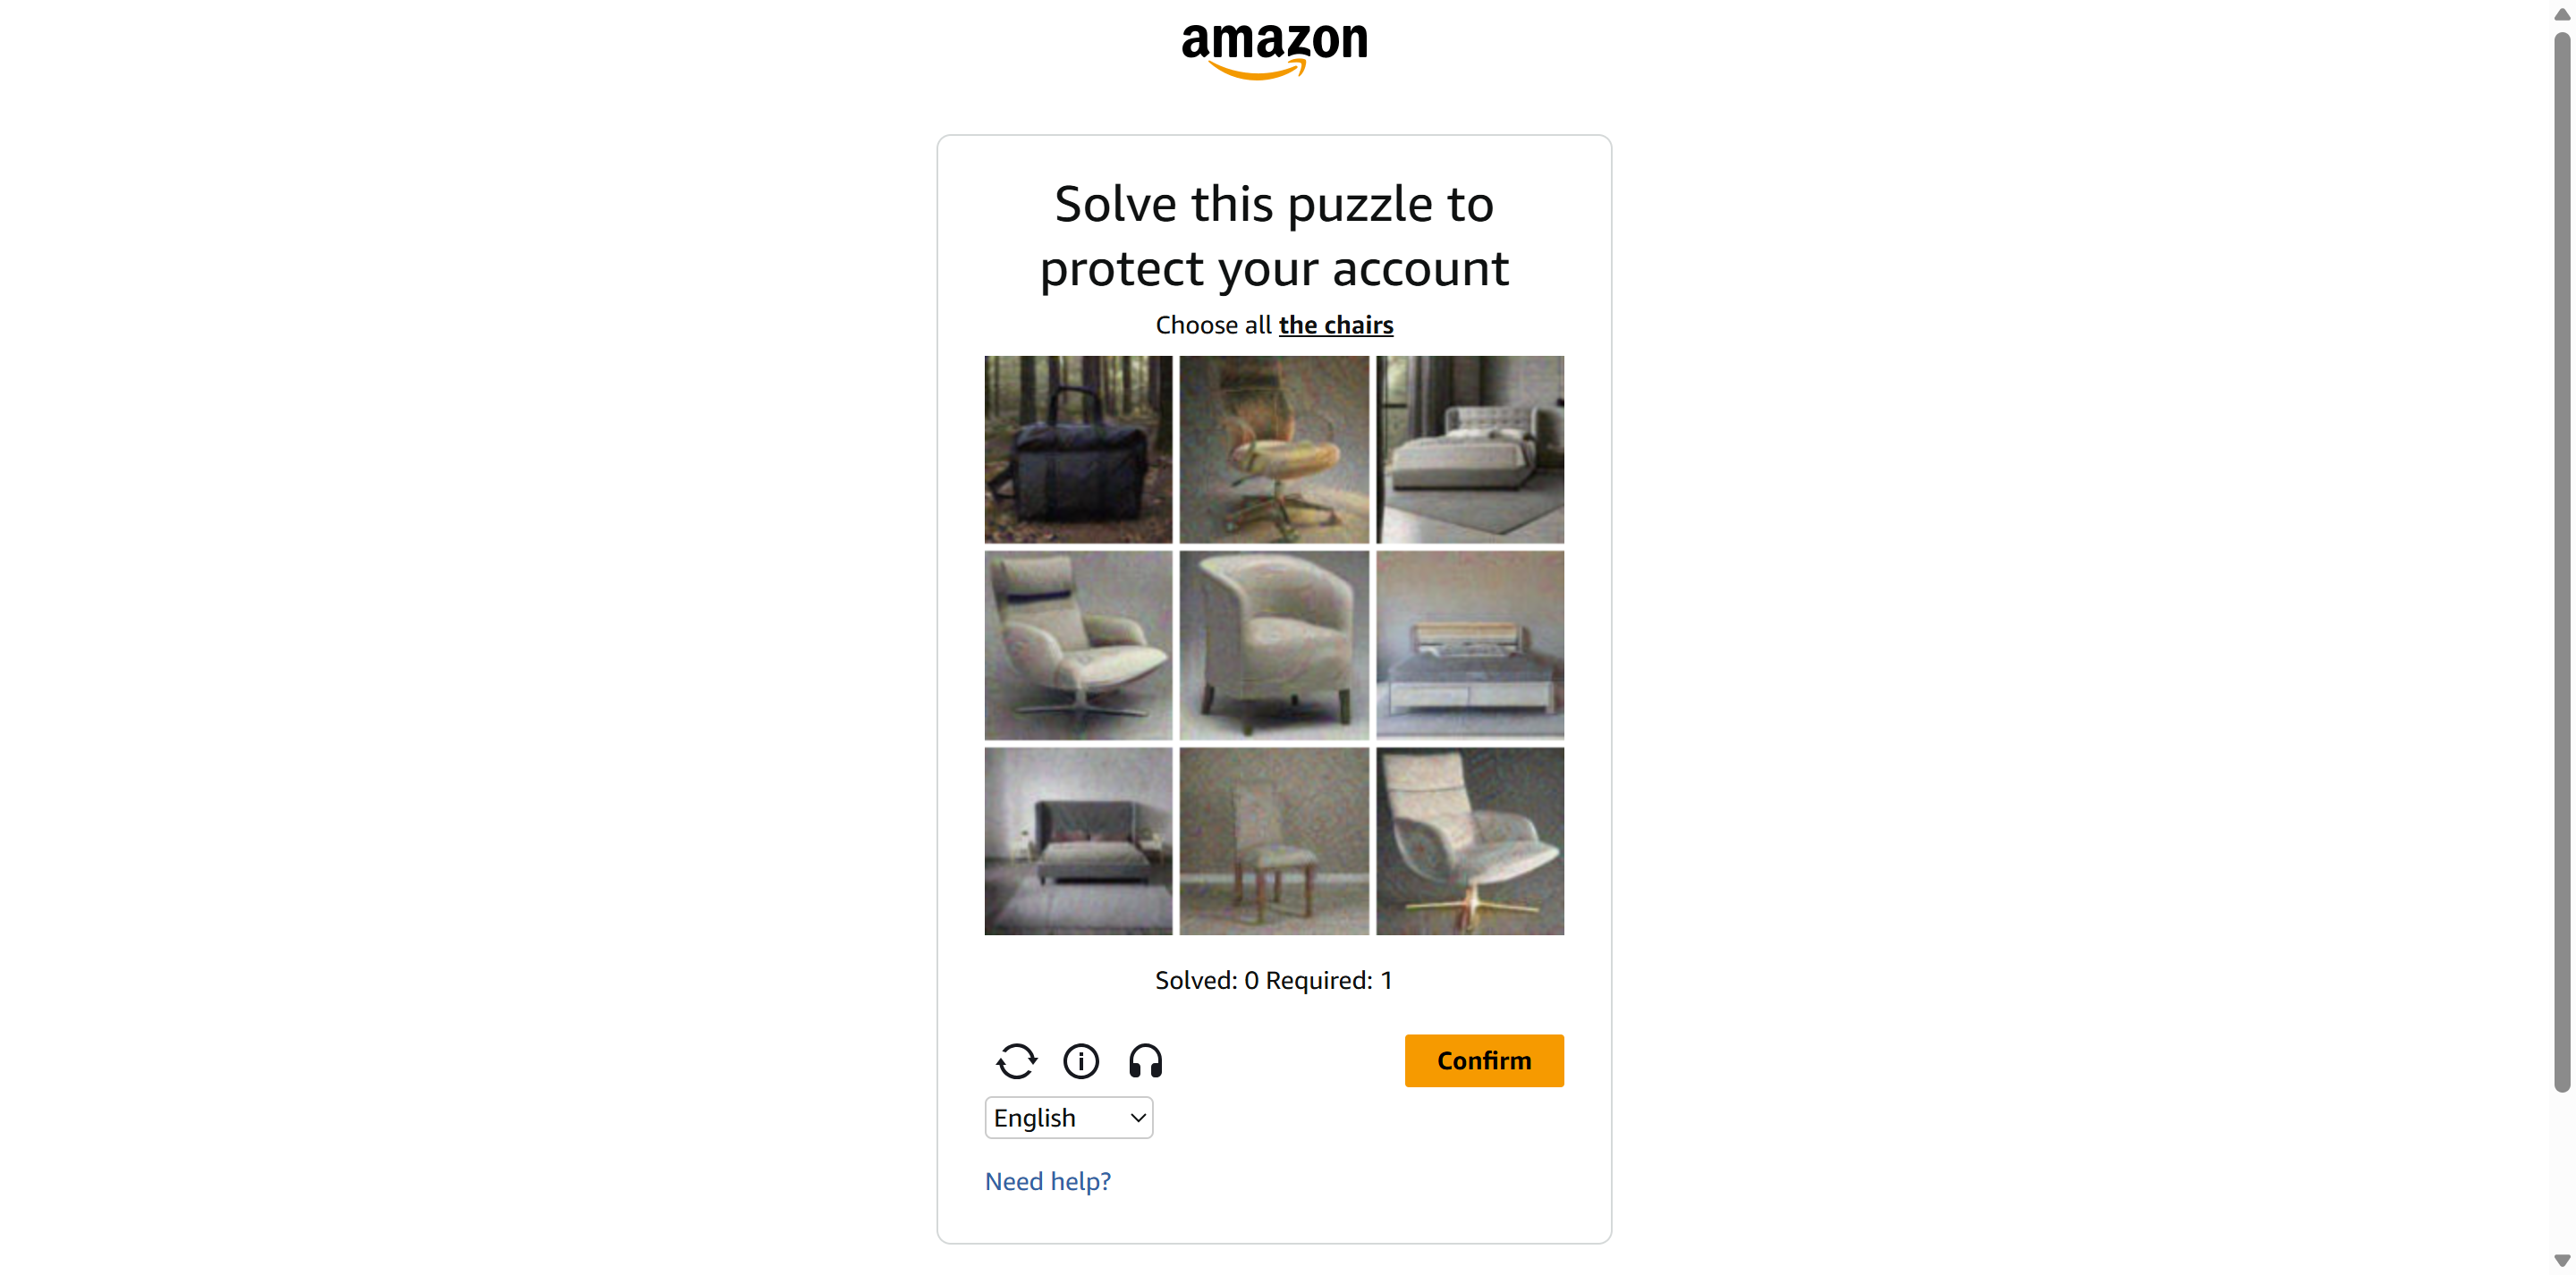 amazon
Solve this puzzle to
protect your account
Choose all the chairs
Solved: 0 Required: 1
Confirm
English
Need help?